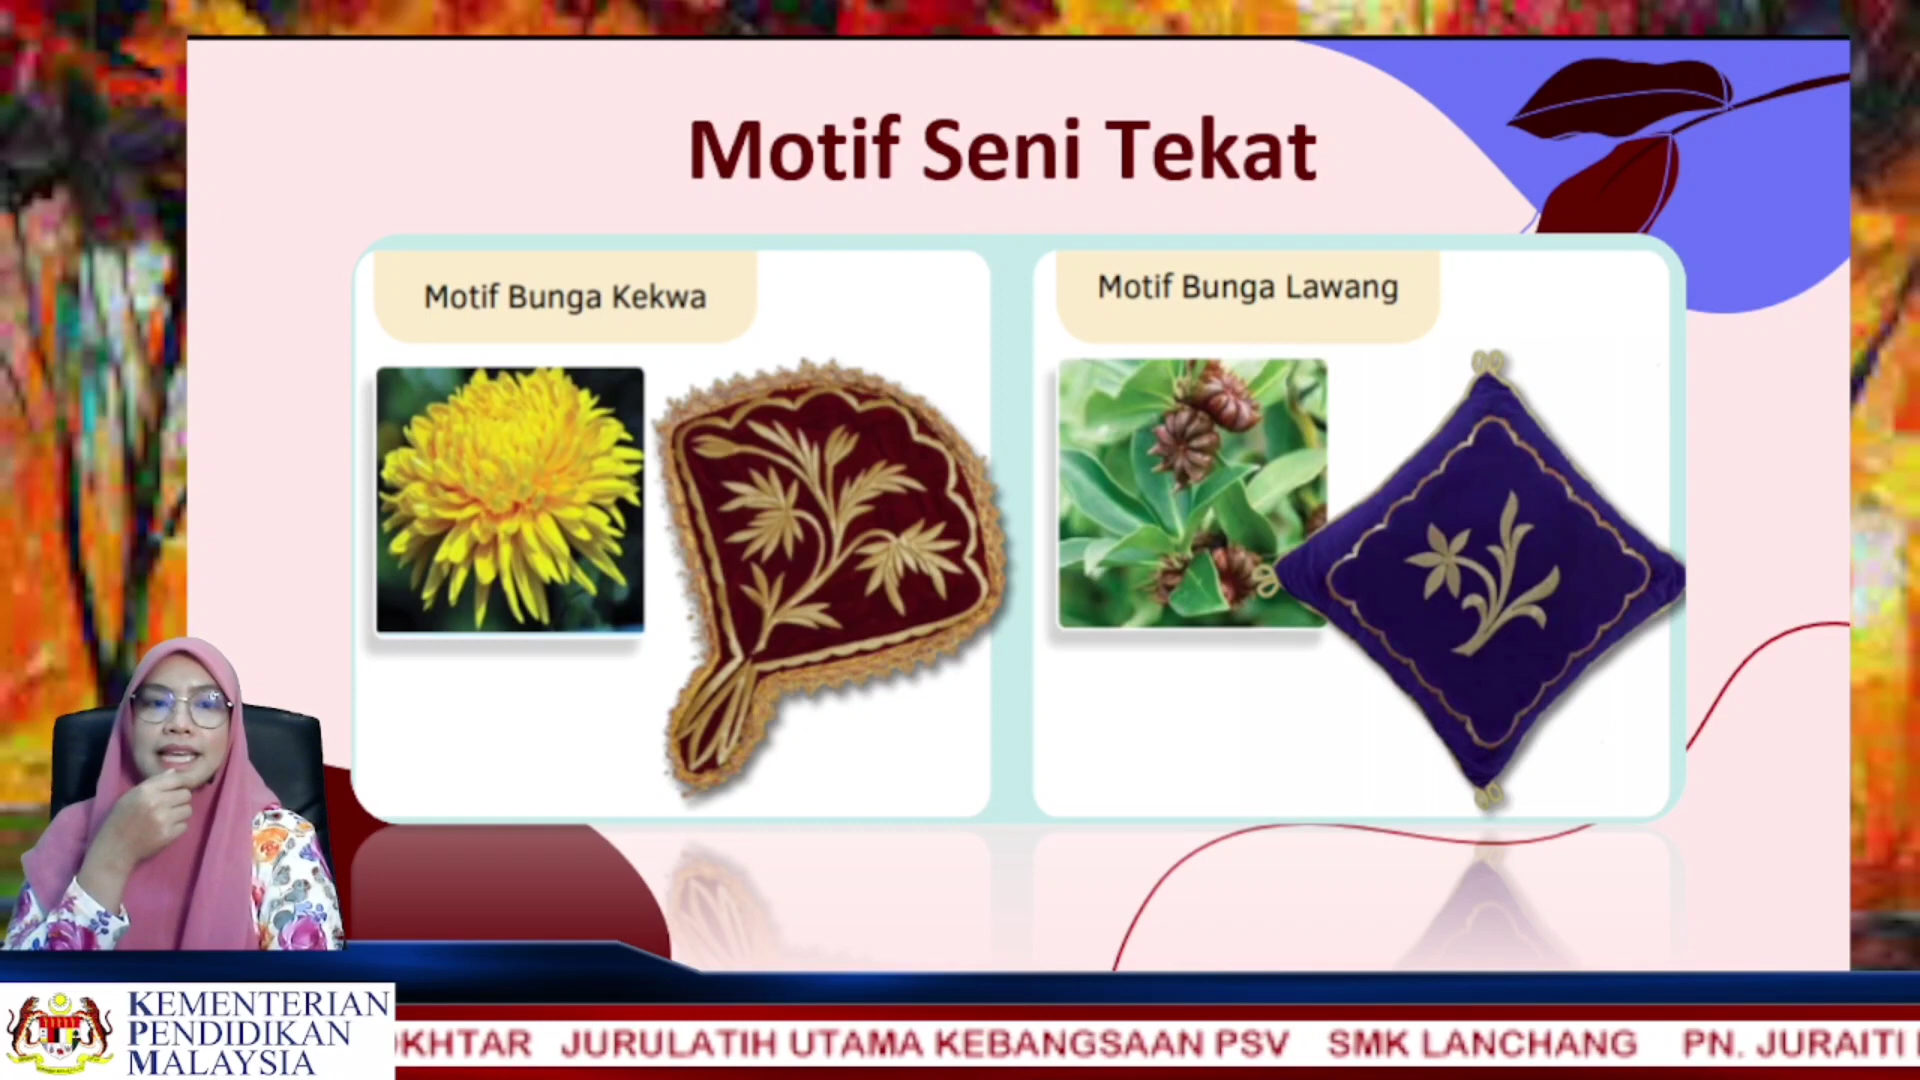 Motif Seni Tekat
Motif Bunga Kekwa
Motif Bunga Lawang
KEMENTERIAN
PENDIDIKAN
MALAYSIA
OKHTAR JURULATIH UTAMA KEBANGSAAN PSV SMK LANCHANG PN. JURAITI